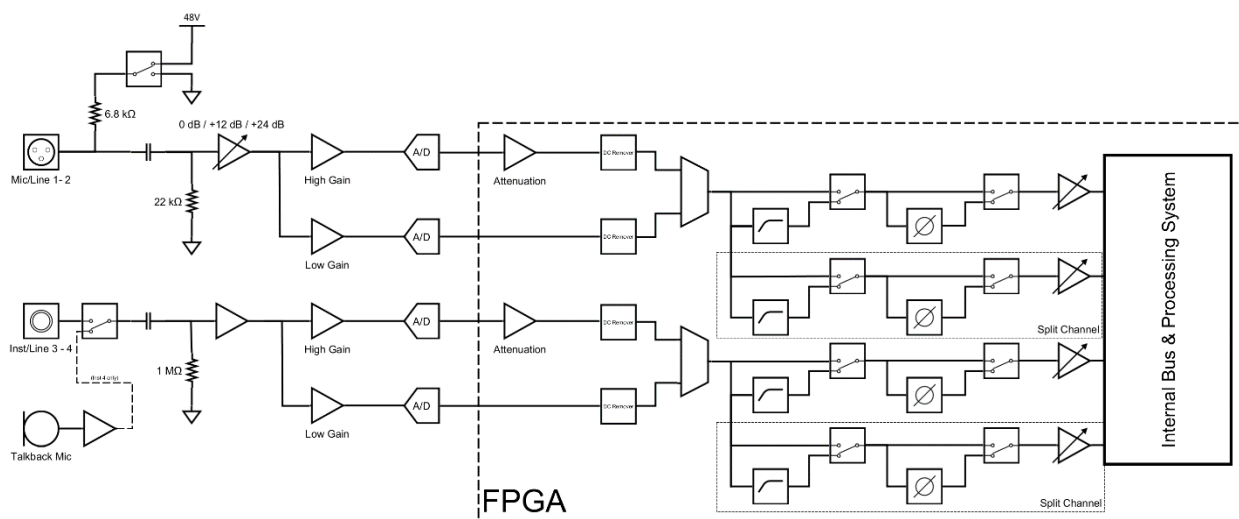 48V
6.8 kΩ
0 dB / +12 dB / +24 dB
Mic/Line 1- 2
22 kΩ
High Gain
A/D
Attenuation
DC Remover
Low Gain
A/D
DC Remover
Split Channel
Inst/Line 3 - 4
1 MΩ
High Gain
A/D
Attenuation
DC Remover
Low Gain
A/D
DC Remover
Talkback Mic
Split Channel
FPGA
Internal Bus & Processing System